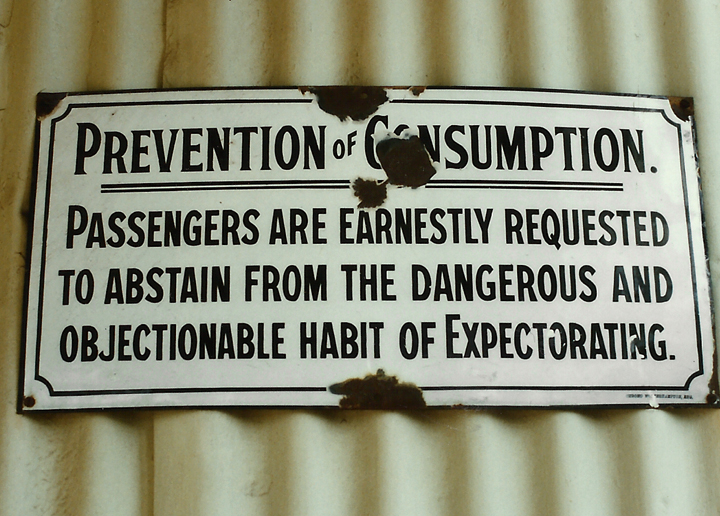 PREVENTION OF CONSUMPTION.
PASSENGERS ARE EARNESTLY REQUESTED
TO ABSTAIN FROM THE DANGEROUS AND
OBJECTIONABLE HABIT OF EXPECTORATING.